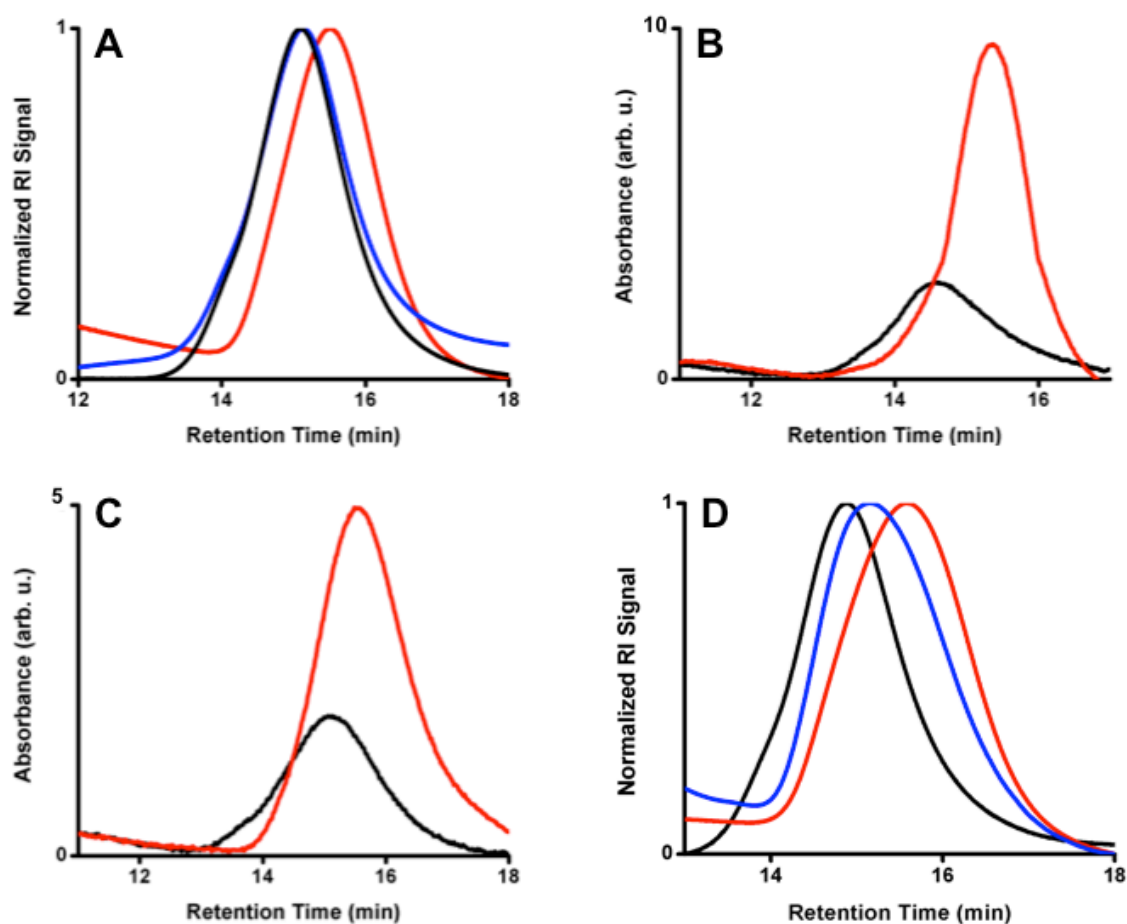 1
A
Normalized RI Signal
0
12 14 16 18
Retention Time (min)
10
B
Absorbance (arb. u.)
0
12 14 16
Retention Time (min)
5
C
Absorbance (arb. u.)
0
12 14 16 18
Retention Time (min)
1
D
Normalized RI Signal
0
14 16 18
Retention Time (min)